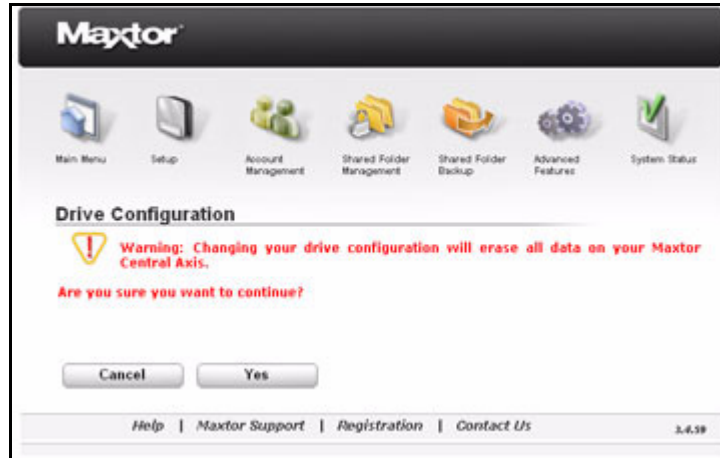 Maxtor
Main Menu
Setup
Account
Management
Shared Folder
Management
Shared Folder
Backup
Advanced
Features
System Status
Drive Configuration
Warning: Changing your drive configuration will erase all data on your Maxtor
Central Axis.
Are you sure you want to continue?
Cancel
Yes
Help | Maxtor Support | Registration | Contact Us